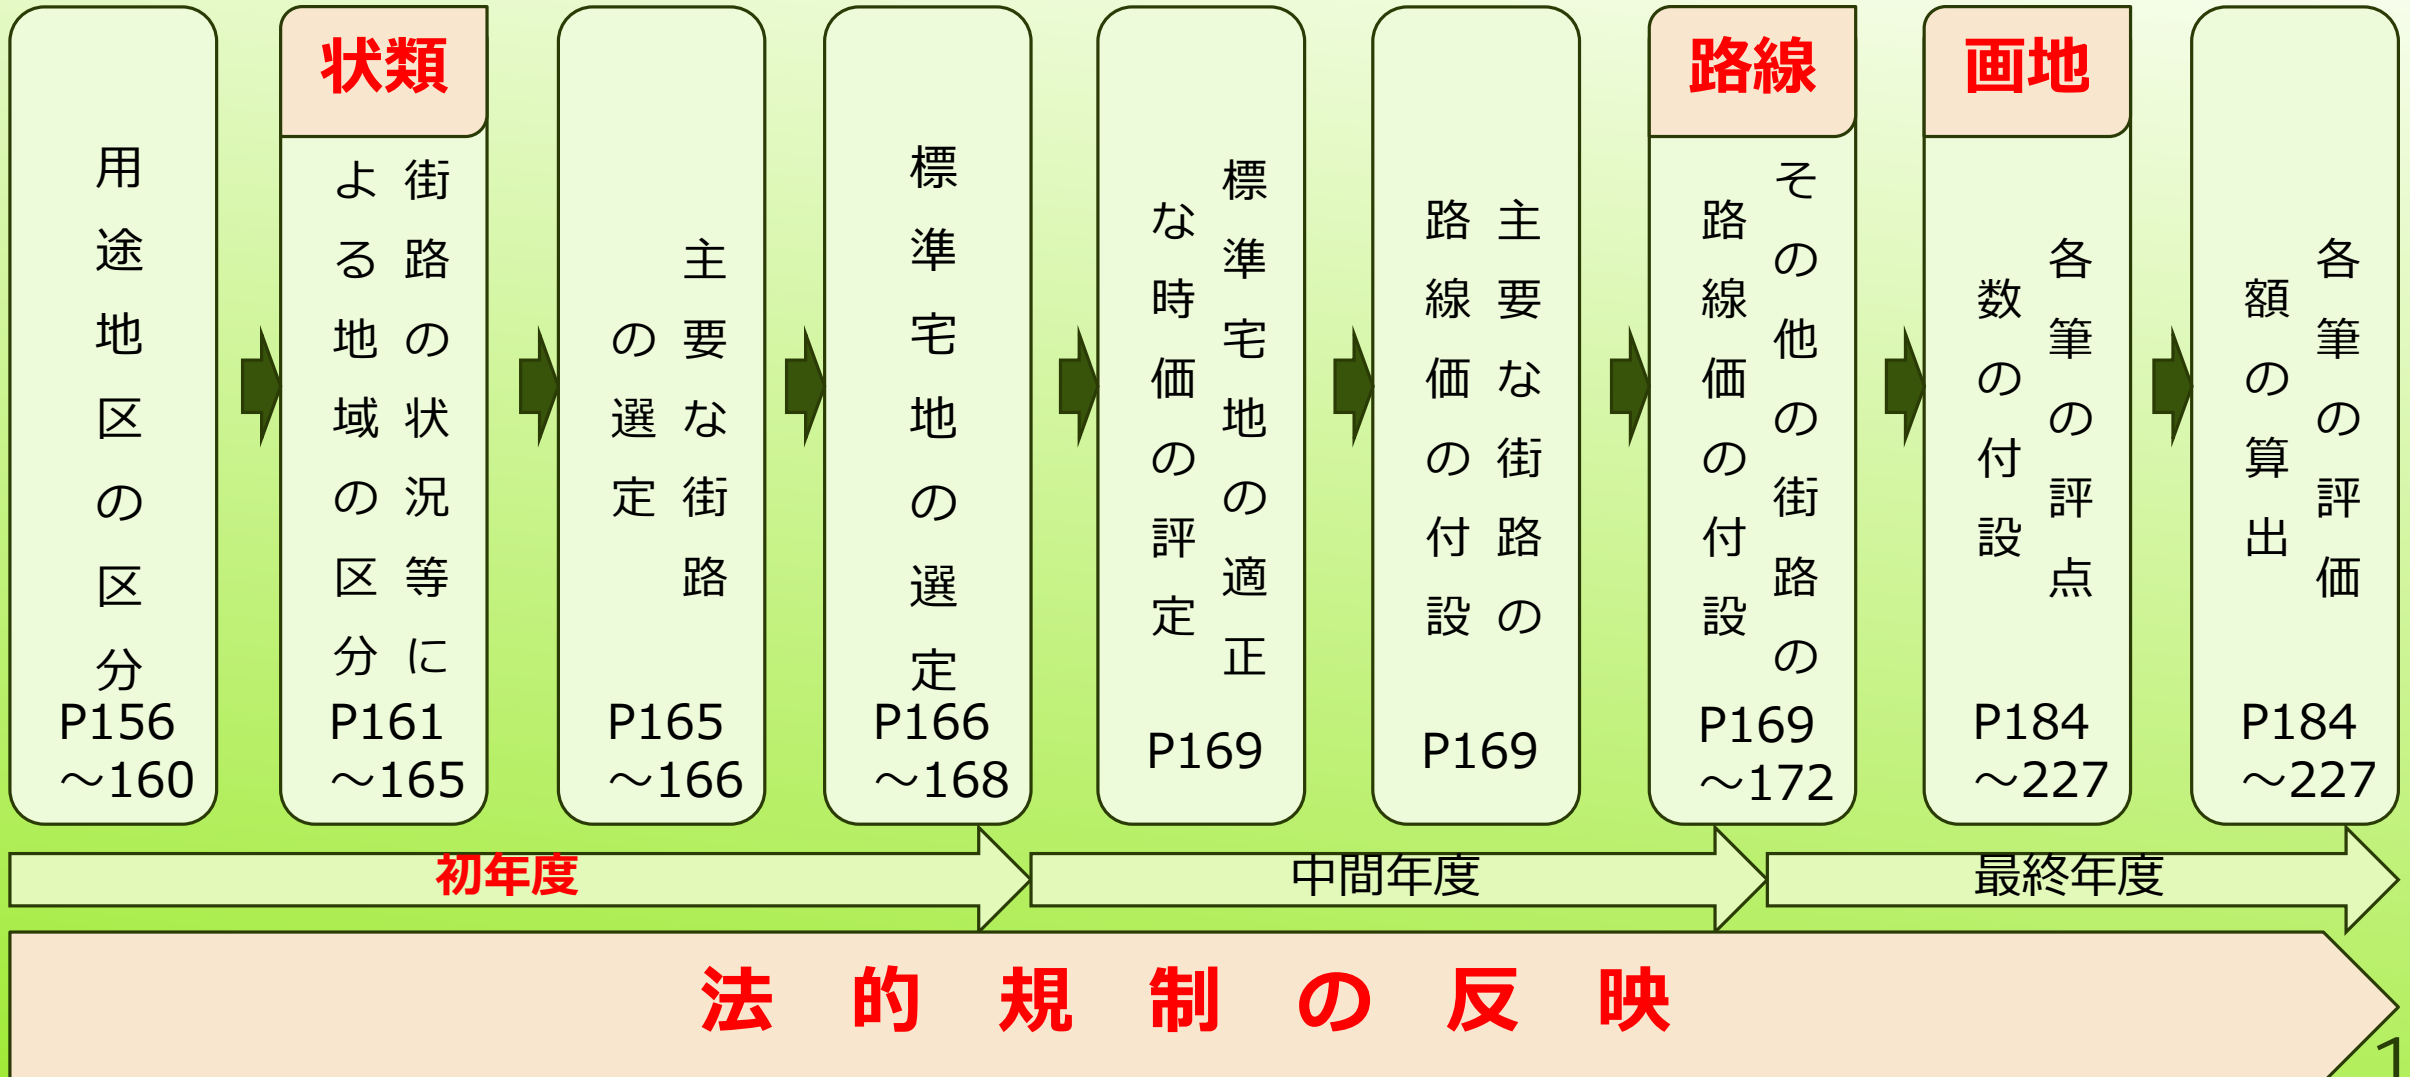 用途地区の区分
P156
～160
状類
街路の状況等に
よる地域の区分
P161
～165
主要な街路
の選定
P165
～166
標準宅地の選定
P166
～168
標準宅地の適正
な時価の評定
P169
主要な街路の
路線価の付設
P169
路線
その他の街路の
路線価の付設
P169
～172
画地
各筆の評点
数の付設
P184
～227
各筆の評価
額の算出
P184
～227
初年度
中間年度
最終年度
法的規制の反映